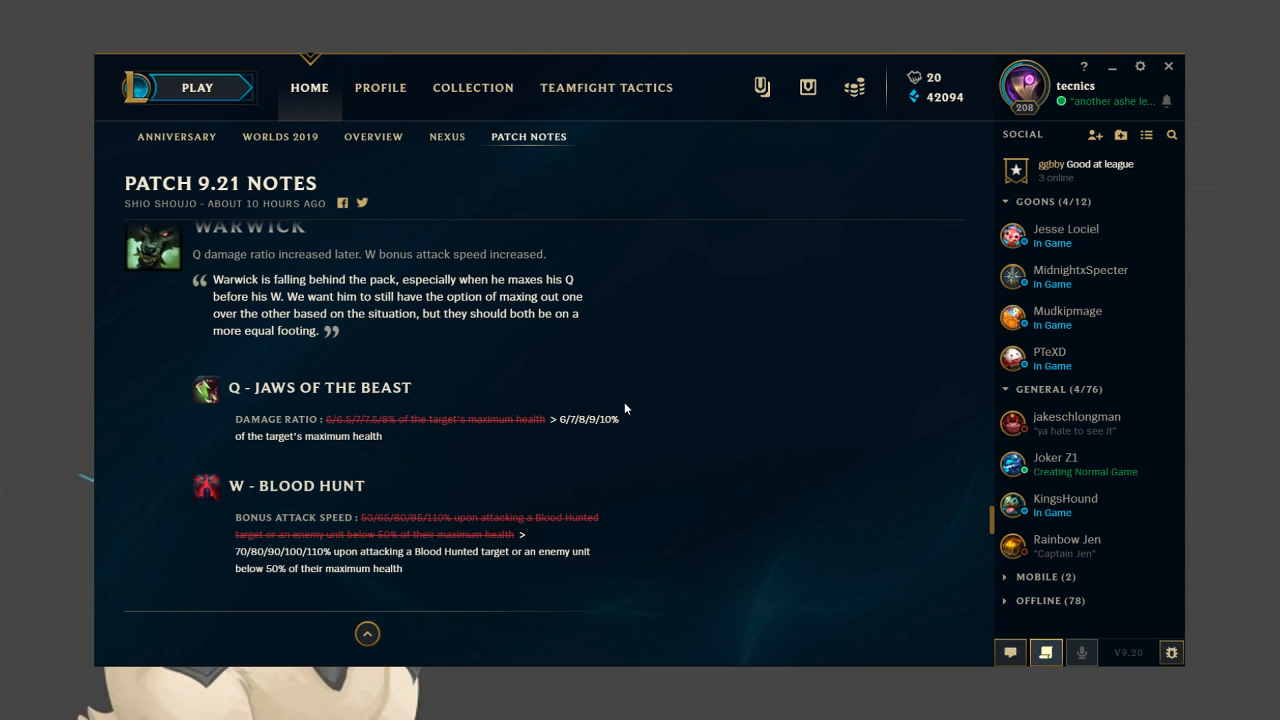 PLAY
HOME
PROFILE
COLLECTION
TEAMFIGHT TACTICS
20
42094
208
?
tecnics
"another ashe le...
ANNIVERSARY
WORLDS 2019
OVERVIEW
NEXUS
PATCH NOTES
PATCH 9.21 NOTES
SHIO SHOUJO - ABOUT 10 HOURS AGO
WARWICK
Q damage ratio increased later. W bonus attack speed increased.
“ Warwick is falling behind the pack, especially when he maxes his Q
before his W. We want him to still have the option of maxing out one
over the other based on the situation, but they should both be on a
more equal footing. ”
Q - JAWS OF THE BEAST
DAMAGE RATIO : 6/6.5/7/7.5/8% of the target's maximum health > 6/7/8/9/10%
of the target's maximum health
W - BLOOD HUNT
BONUS ATTACK SPEED : 50/65/80/95/110% upon attacking a Blood Hunted
target or an enemy unit below 50% of their maximum health >
70/80/90/100/110% upon attacking a Blood Hunted target or an enemy unit
below 50% of their maximum health
SOCIAL
ggbby Good at league
3 online
GOONS (4/12)
Jesse Lociel
In Game
MidnightxSpecter
In Game
Mudkipmage
In Game
PTeXD
In Game
GENERAL (4/76)
jakeschlongman
"ya hate to see it"
Joker Z1
Creating Normal Game
KingsHound
In Game
Rainbow Jen
"Captain Jen"
MOBILE (2)
OFFLINE (78)
V9.20